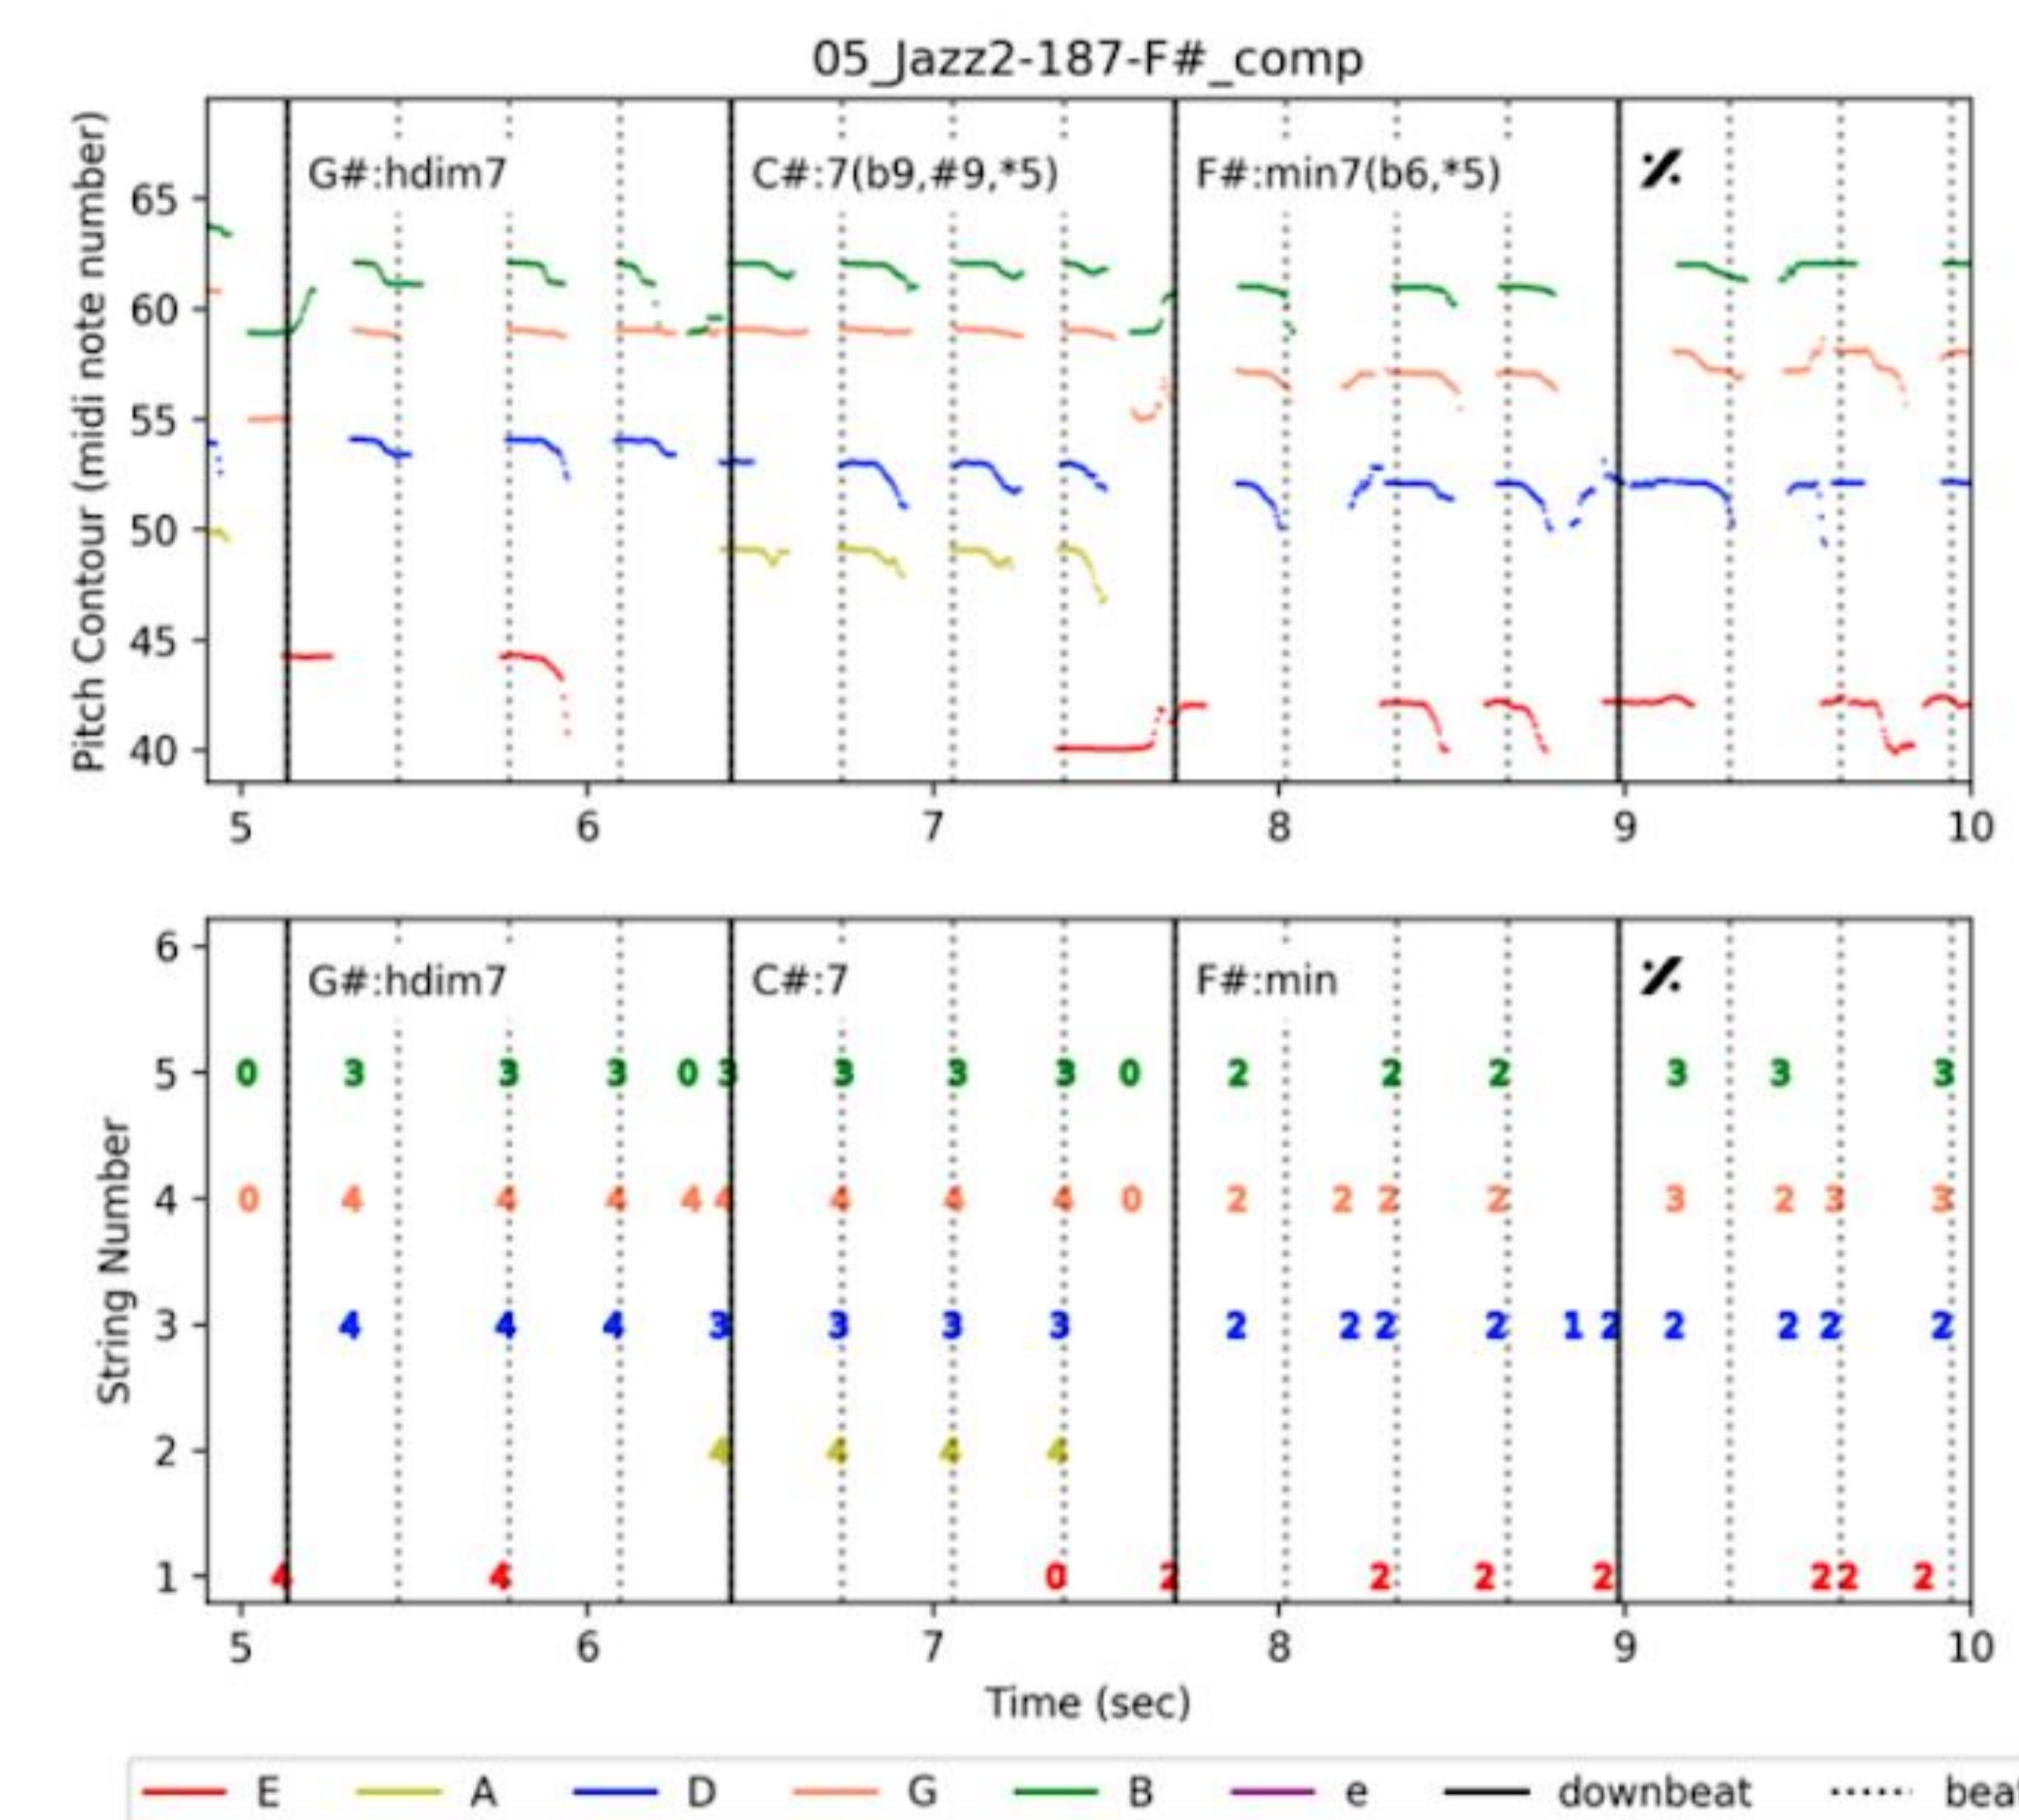 05_Jazz2-187-F#_comp
Pitch Contour (midi note number)
65
60
55
50
45
40
G#:hdim7 C#:7(b9,#9,*5) F#:min7(b6,*5) ٪
5 6 7 8 9 10
String Number
6
G#:hdim7 C#:7 F#:min ٪
5 0 3 3 3 0 3 3 3 3 0 2 2 2 3 3 3
4 0 4 4 4 4 4 4 4 4 0 2 2 2 2 3 2 3 3
3 4 4 4 3 3 3 3 2 2 2 2 1 2 2 2 2 2
2 4 4 4 4
1 4 4 0 2 2 2 2 2 2 2
5 6 7 8 9 10
Time (sec)
E A D G B e downbeat bea